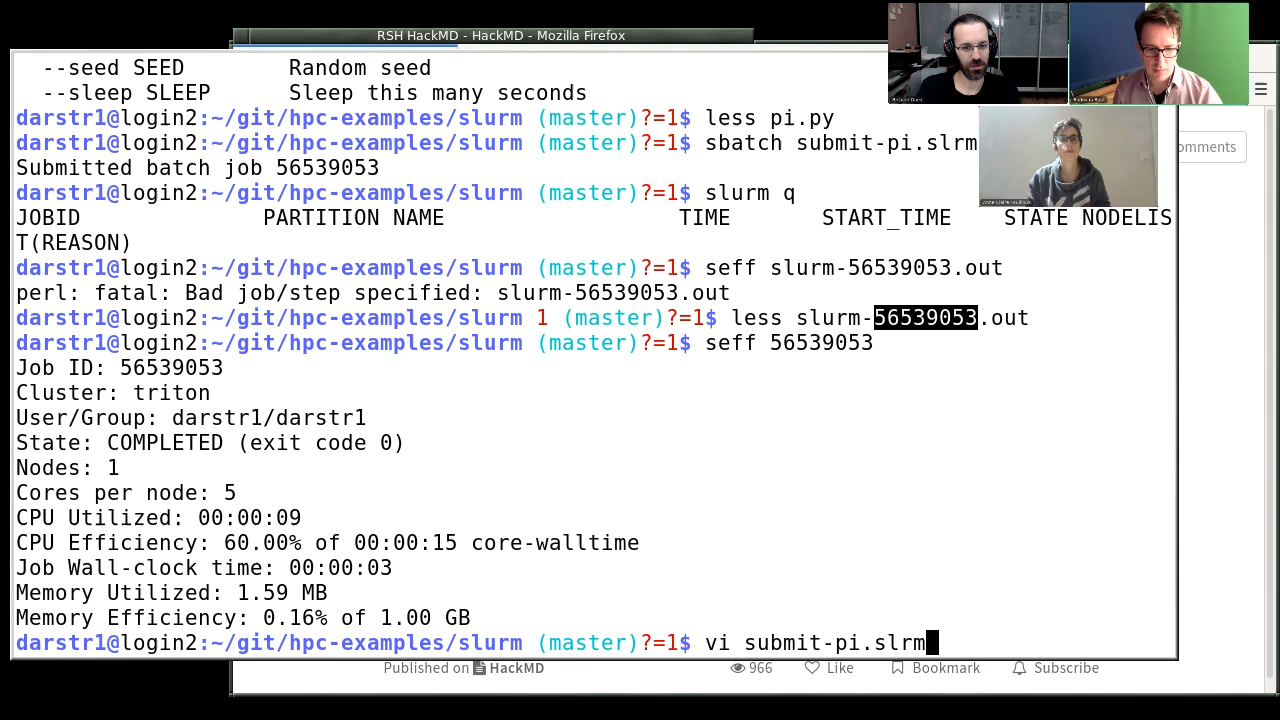 RSH HackMD - HackMD - Mozilla Firefox
--seed SEED        Random seed
--sleep SLEEP      Sleep this many seconds
darstr1@login2:~/git/hpc-examples/slurm (master)?=1$ less pi.py
darstr1@login2:~/git/hpc-examples/slurm (master)?=1$ sbatch submit-pi.slrm
Submitted batch job 56539053
darstr1@login2:~/git/hpc-examples/slurm (master)?=1$ slurm q
JOBID              PARTITION NAME                  TIME       START_TIME    STATE NODELIS
T(REASON)
darstr1@login2:~/git/hpc-examples/slurm (master)?=1$ seff slurm-56539053.out
perl: fatal: Bad job/step specified: slurm-56539053.out
darstr1@login2:~/git/hpc-examples/slurm 1 (master)?=1$ less slurm-56539053.out
darstr1@login2:~/git/hpc-examples/slurm (master)?=1$ seff 56539053
Job ID: 56539053
Cluster: triton
User/Group: darstr1/darstr1
State: COMPLETED (exit code 0)
Nodes: 1
Cores per node: 5
CPU Utilized: 00:00:09
CPU Efficiency: 60.00% of 00:00:15 core-walltime
Job Wall-clock time: 00:00:03
Memory Utilized: 1.59 MB
Memory Efficiency: 0.16% of 1.00 GB
darstr1@login2:~/git/hpc-examples/slurm (master)?=1$ vi submit-pi.slrm
omments
Published on HackMD
966 Like Bookmark Subscribe